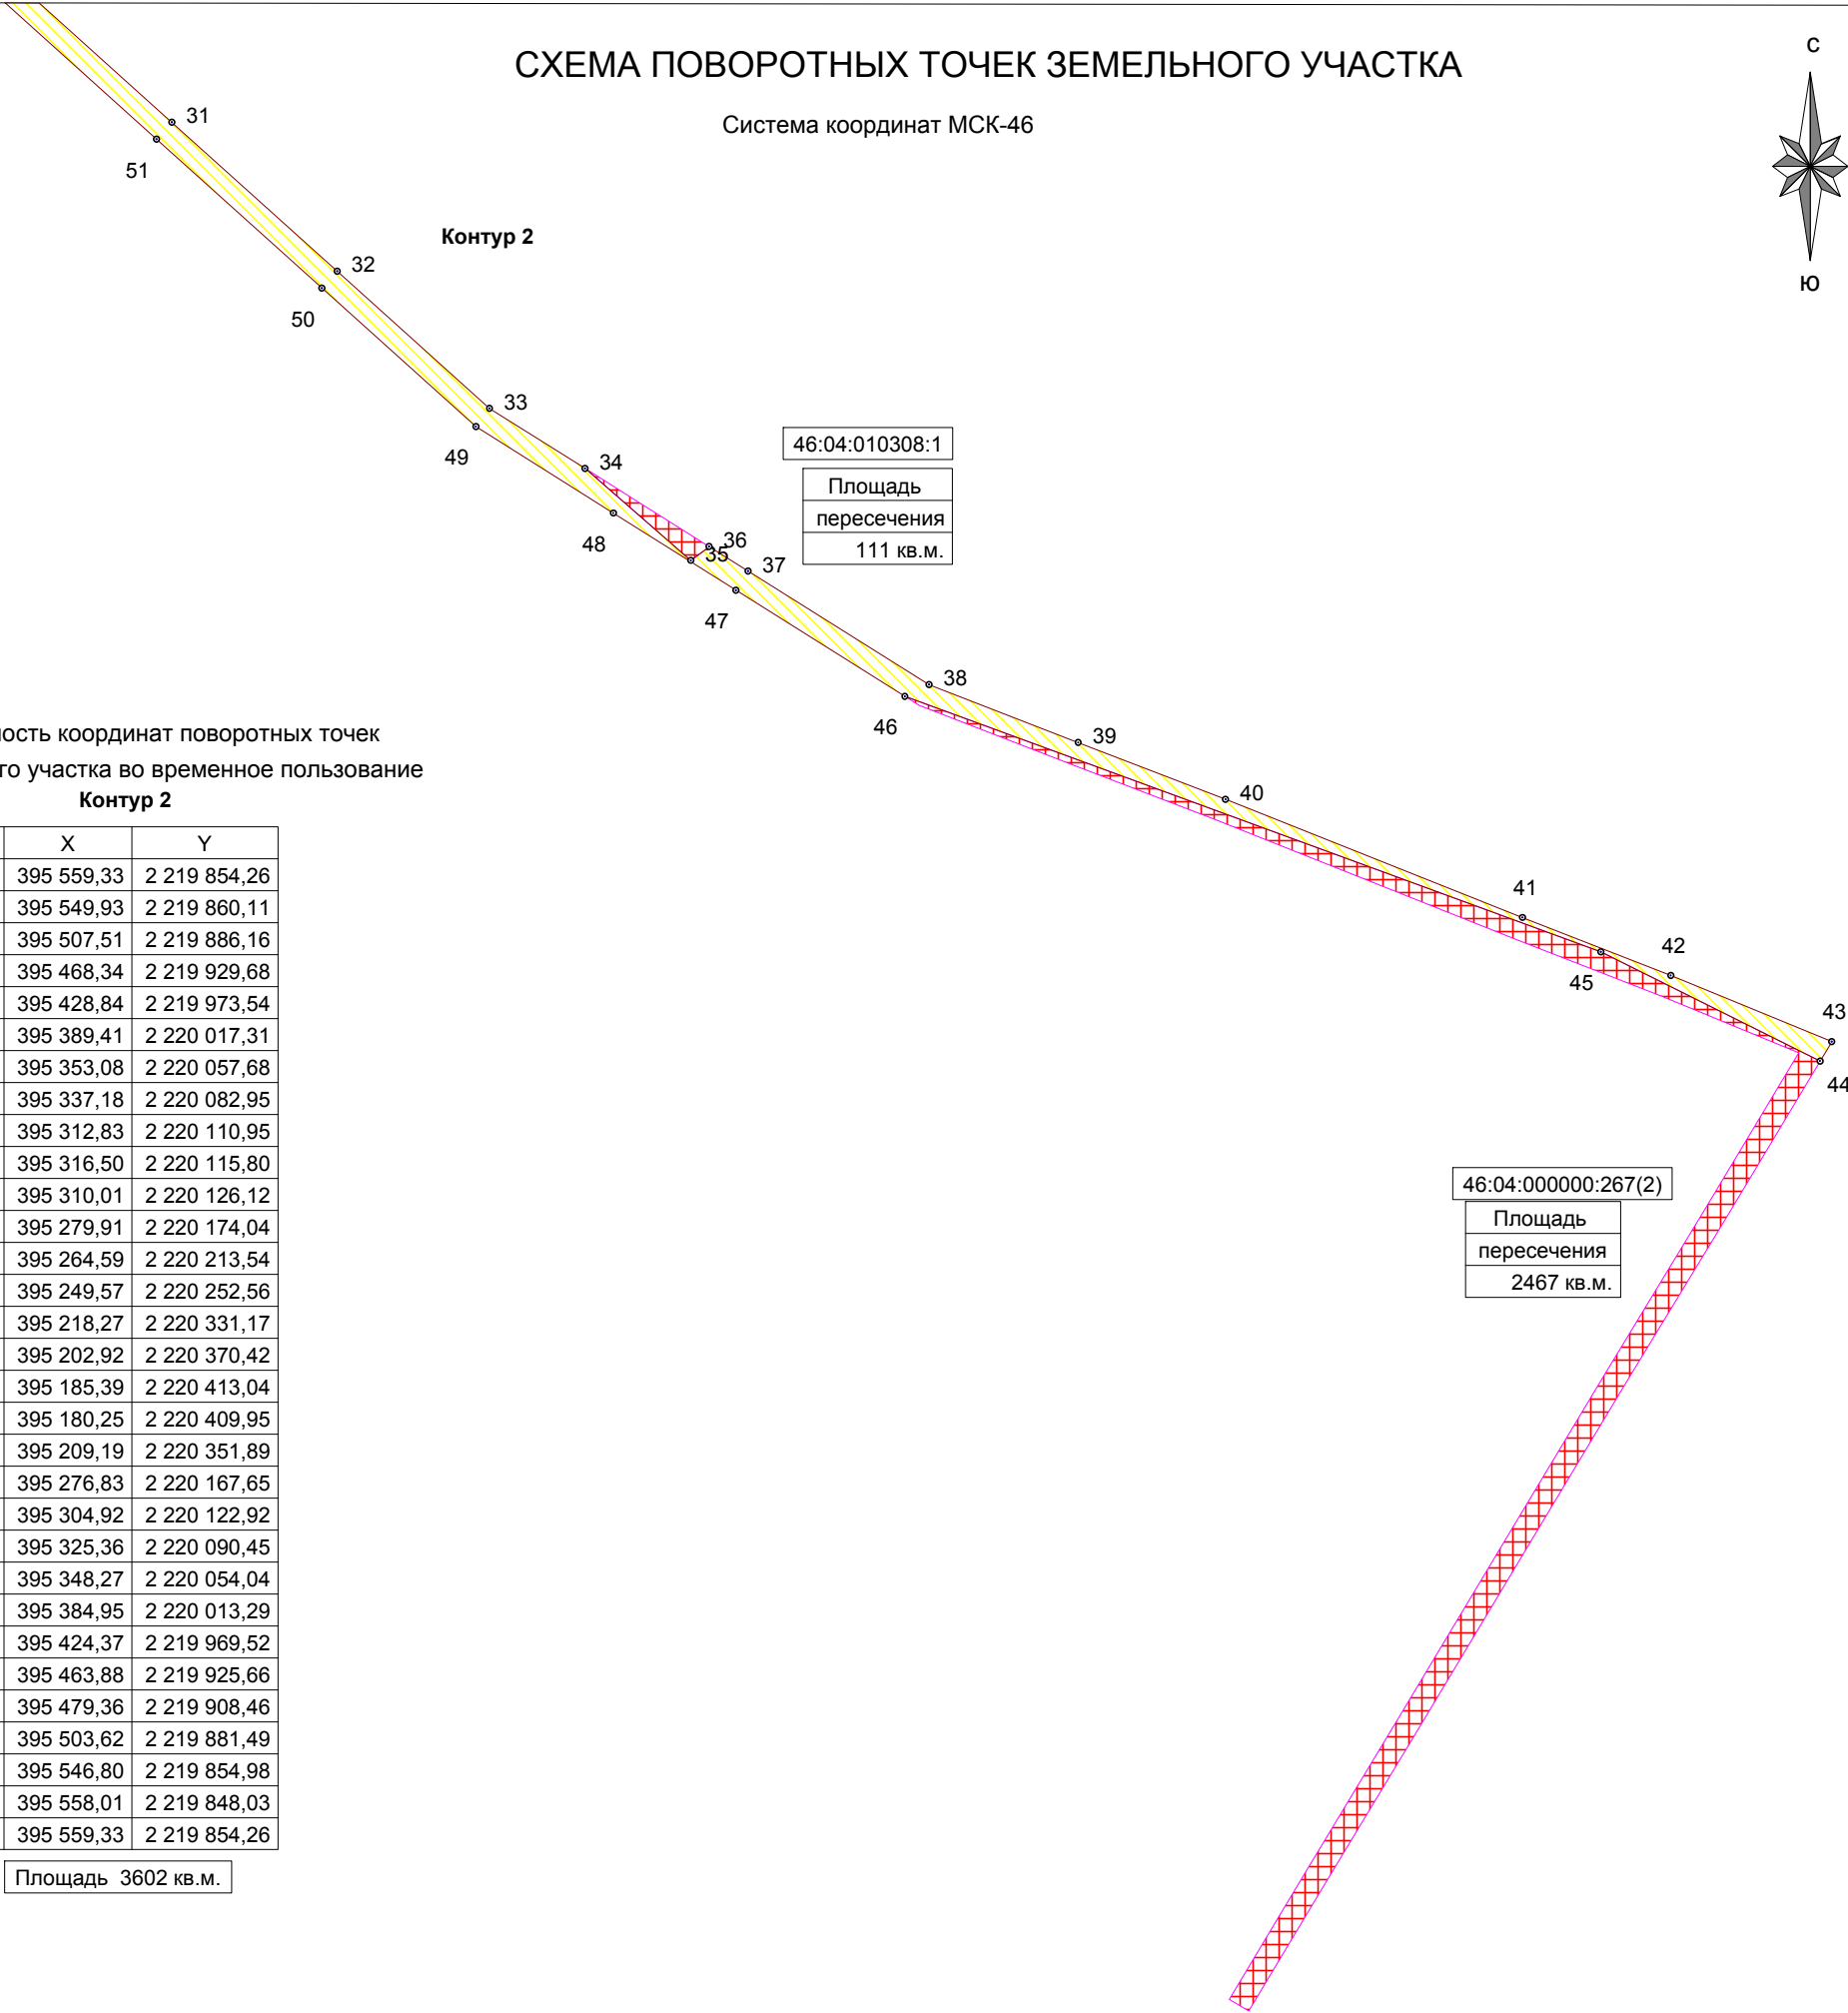 СХЕМА ПОВОРОТНЫХ ТОЧЕК ЗЕМЕЛЬНОГО УЧАСТКА
Система координат МСК-46
С
Ю
Контур 2
31
51
32
50
33
49
34
48
36
35
37
47
38
46
39
40
41
42
45
43
44
46:04:010308:1
Площадь
пересечения
111 кв.м.
46:04:000000:267(2)
Площадь
пересечения
2467 кв.м.
ность координат поворотных точек
го участка во временное пользование
Контур 2
X Y
395 559,33 2 219 854,26
395 549,93 2 219 860,11
395 507,51 2 219 886,16
395 468,34 2 219 929,68
395 428,84 2 219 973,54
395 389,41 2 220 017,31
395 353,08 2 220 057,68
395 337,18 2 220 082,95
395 312,83 2 220 110,95
395 316,50 2 220 115,80
395 310,01 2 220 126,12
395 279,91 2 220 174,04
395 264,59 2 220 213,54
395 249,57 2 220 252,56
395 218,27 2 220 331,17
395 202,92 2 220 370,42
395 185,39 2 220 413,04
395 180,25 2 220 409,95
395 209,19 2 220 351,89
395 276,83 2 220 167,65
395 304,92 2 220 122,92
395 325,36 2 220 090,45
395 348,27 2 220 054,04
395 384,95 2 220 013,29
395 424,37 2 219 969,52
395 463,88 2 219 925,66
395 479,36 2 219 908,46
395 503,62 2 219 881,49
395 546,80 2 219 854,98
395 558,01 2 219 848,03
395 559,33 2 219 854,26
Площадь 3602 кв.м.